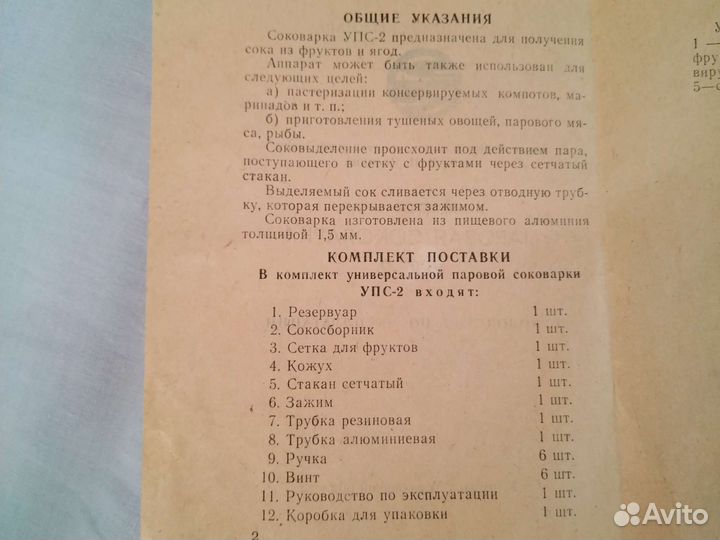 ОБЩИЕ УКАЗАНИЯ
Соковарка УПС-2 предназначена для получения
сока из фруктов и ягод.
Аппарат может быть также использован для
следующих целей:
а) пастеризации консервируемых компотов, ма-
ринадов и т. п.;
б) приготовления тушеных овощей, парового мя-
са, рыбы.
Соковыделение происходит под действием пара,
поступающего в сетку с фруктами через сетчатый
стакан.
Выделяемый сок сливается через отводную труб-
ку, которая перекрывается зажимом.
Соковарка изготовлена из пищевого алюминия
толщиной 1,5 мм.
КОМПЛЕКТ ПОСТАВКИ
В комплект универсальной паровой соковарки
УПС-2 входят:
1. Резервуар 1 шт.
2. Сокосборник 1 шт.
3. Сетка для фруктов 1 шт.
4. Кожух 1 шт.
5. Стакан сетчатый 1 шт.
6. Зажим 1 шт.
7. Трубка резиновая 1 шт.
8. Трубка алюминиевая 1 шт.
9. Ручка 6 шт.
10. Винт 6 шт.
11. Руководство по эксплуатации 1 шт.
12. Коробка для упаковки 1 шт.
2
У
1 —
фру
виру
5—с
Avito